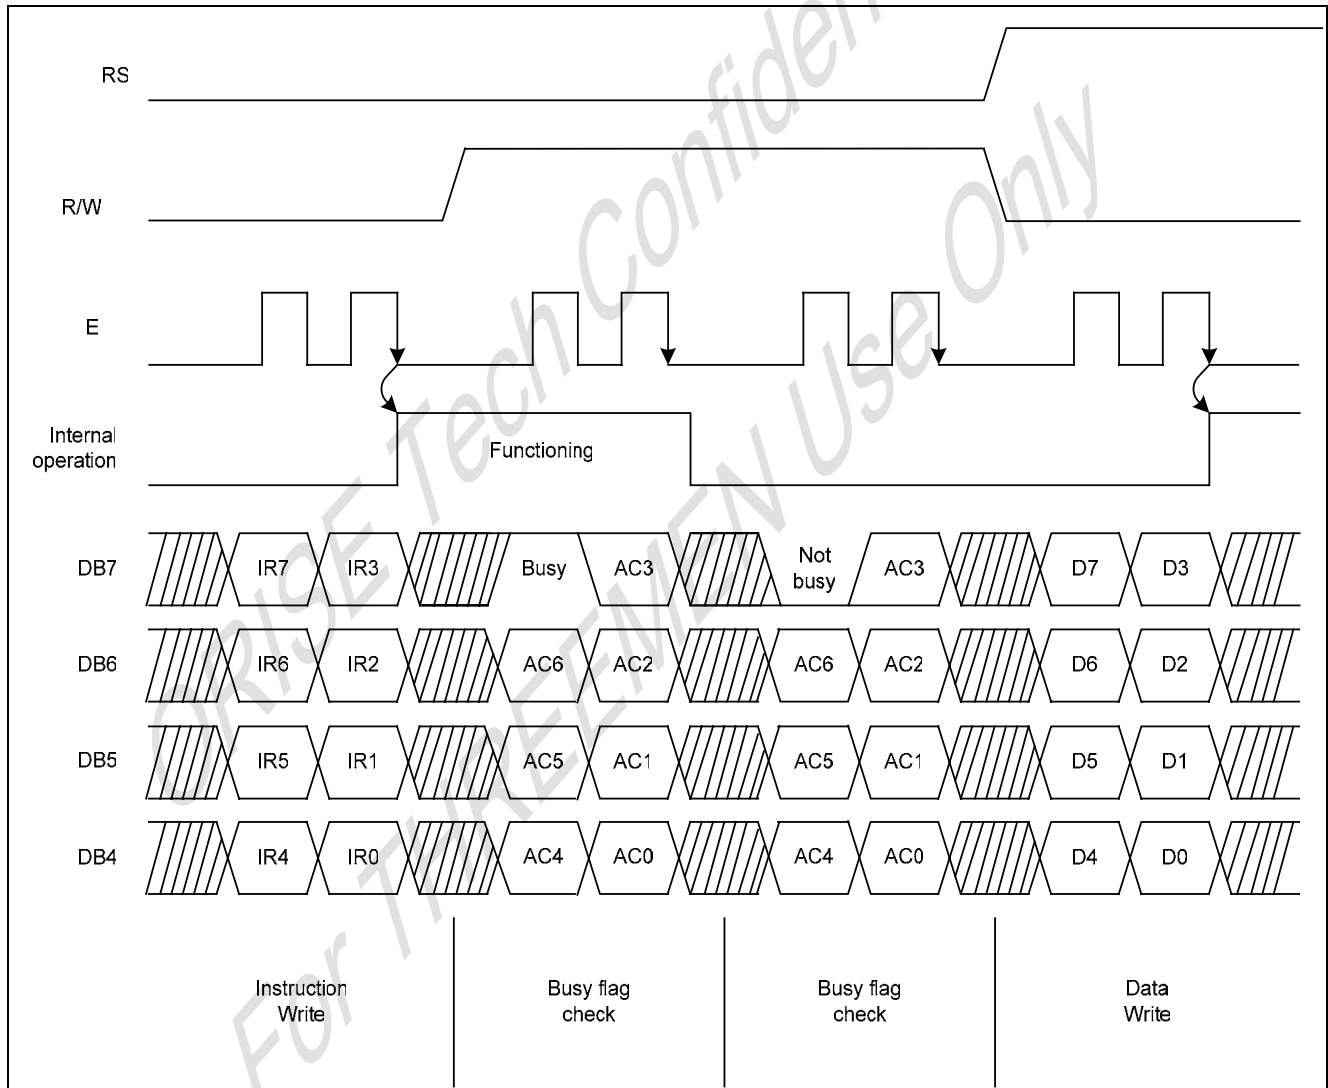 RS
R/W
E
Internal
operation
Functioning
DB7 IR7 IR3 Busy AC3 Not
busy AC3 D7 D3
DB6 IR6 IR2 AC6 AC2 AC6 AC2 D6 D2
DB5 IR5 IR1 AC5 AC1 AC5 AC1 D5 D1
DB4 IR4 IR0 AC4 AC0 AC4 AC0 D4 D0
Instruction
Write
Busy flag
check
Busy flag
check
Data
Write
ORISE Tech Confiden
For THREEMEN Use Only